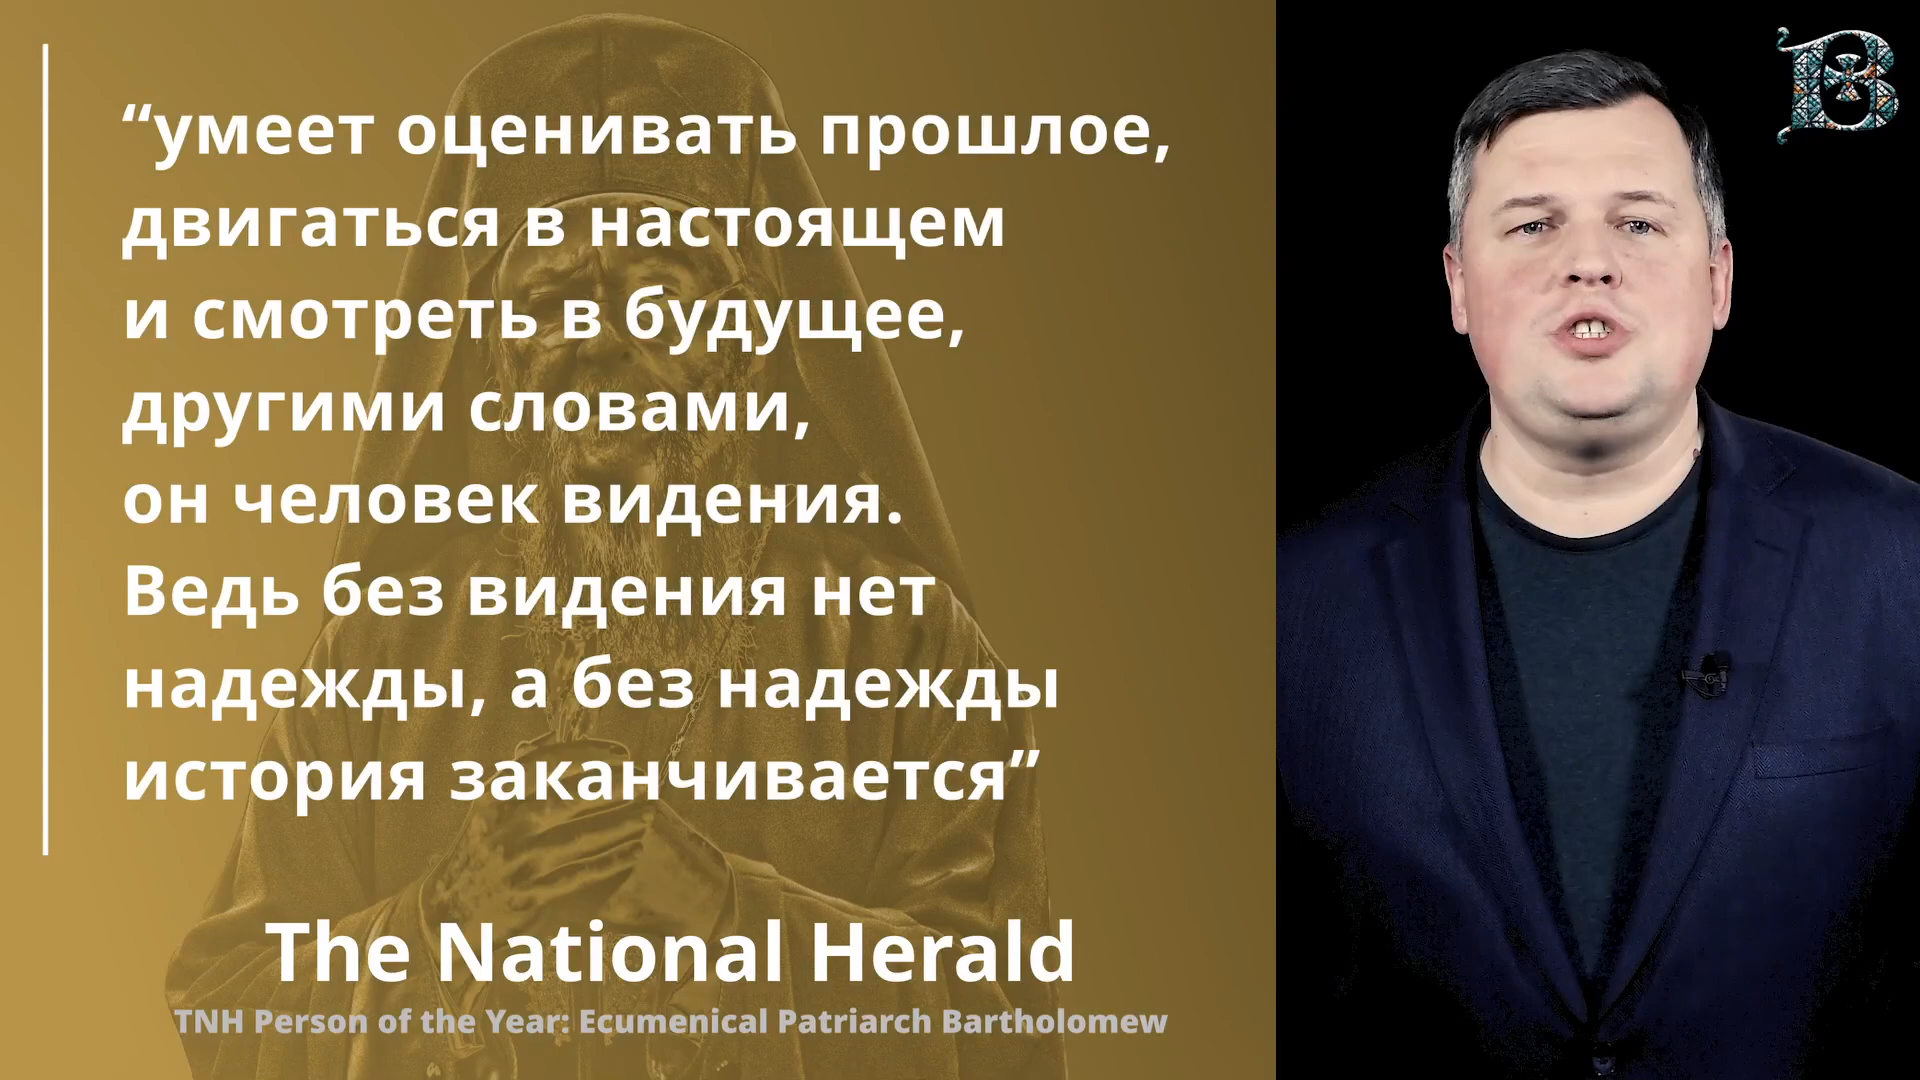 “умеет оценивать прошлое,
двигаться в настоящем
и смотреть в будущее,
другими словами,
он человек видения.
Ведь без видения нет
надежды, а без надежды
история заканчивается”
The National Herald
TNH Person of the Year: Ecumenical Patriarch Bartholomew